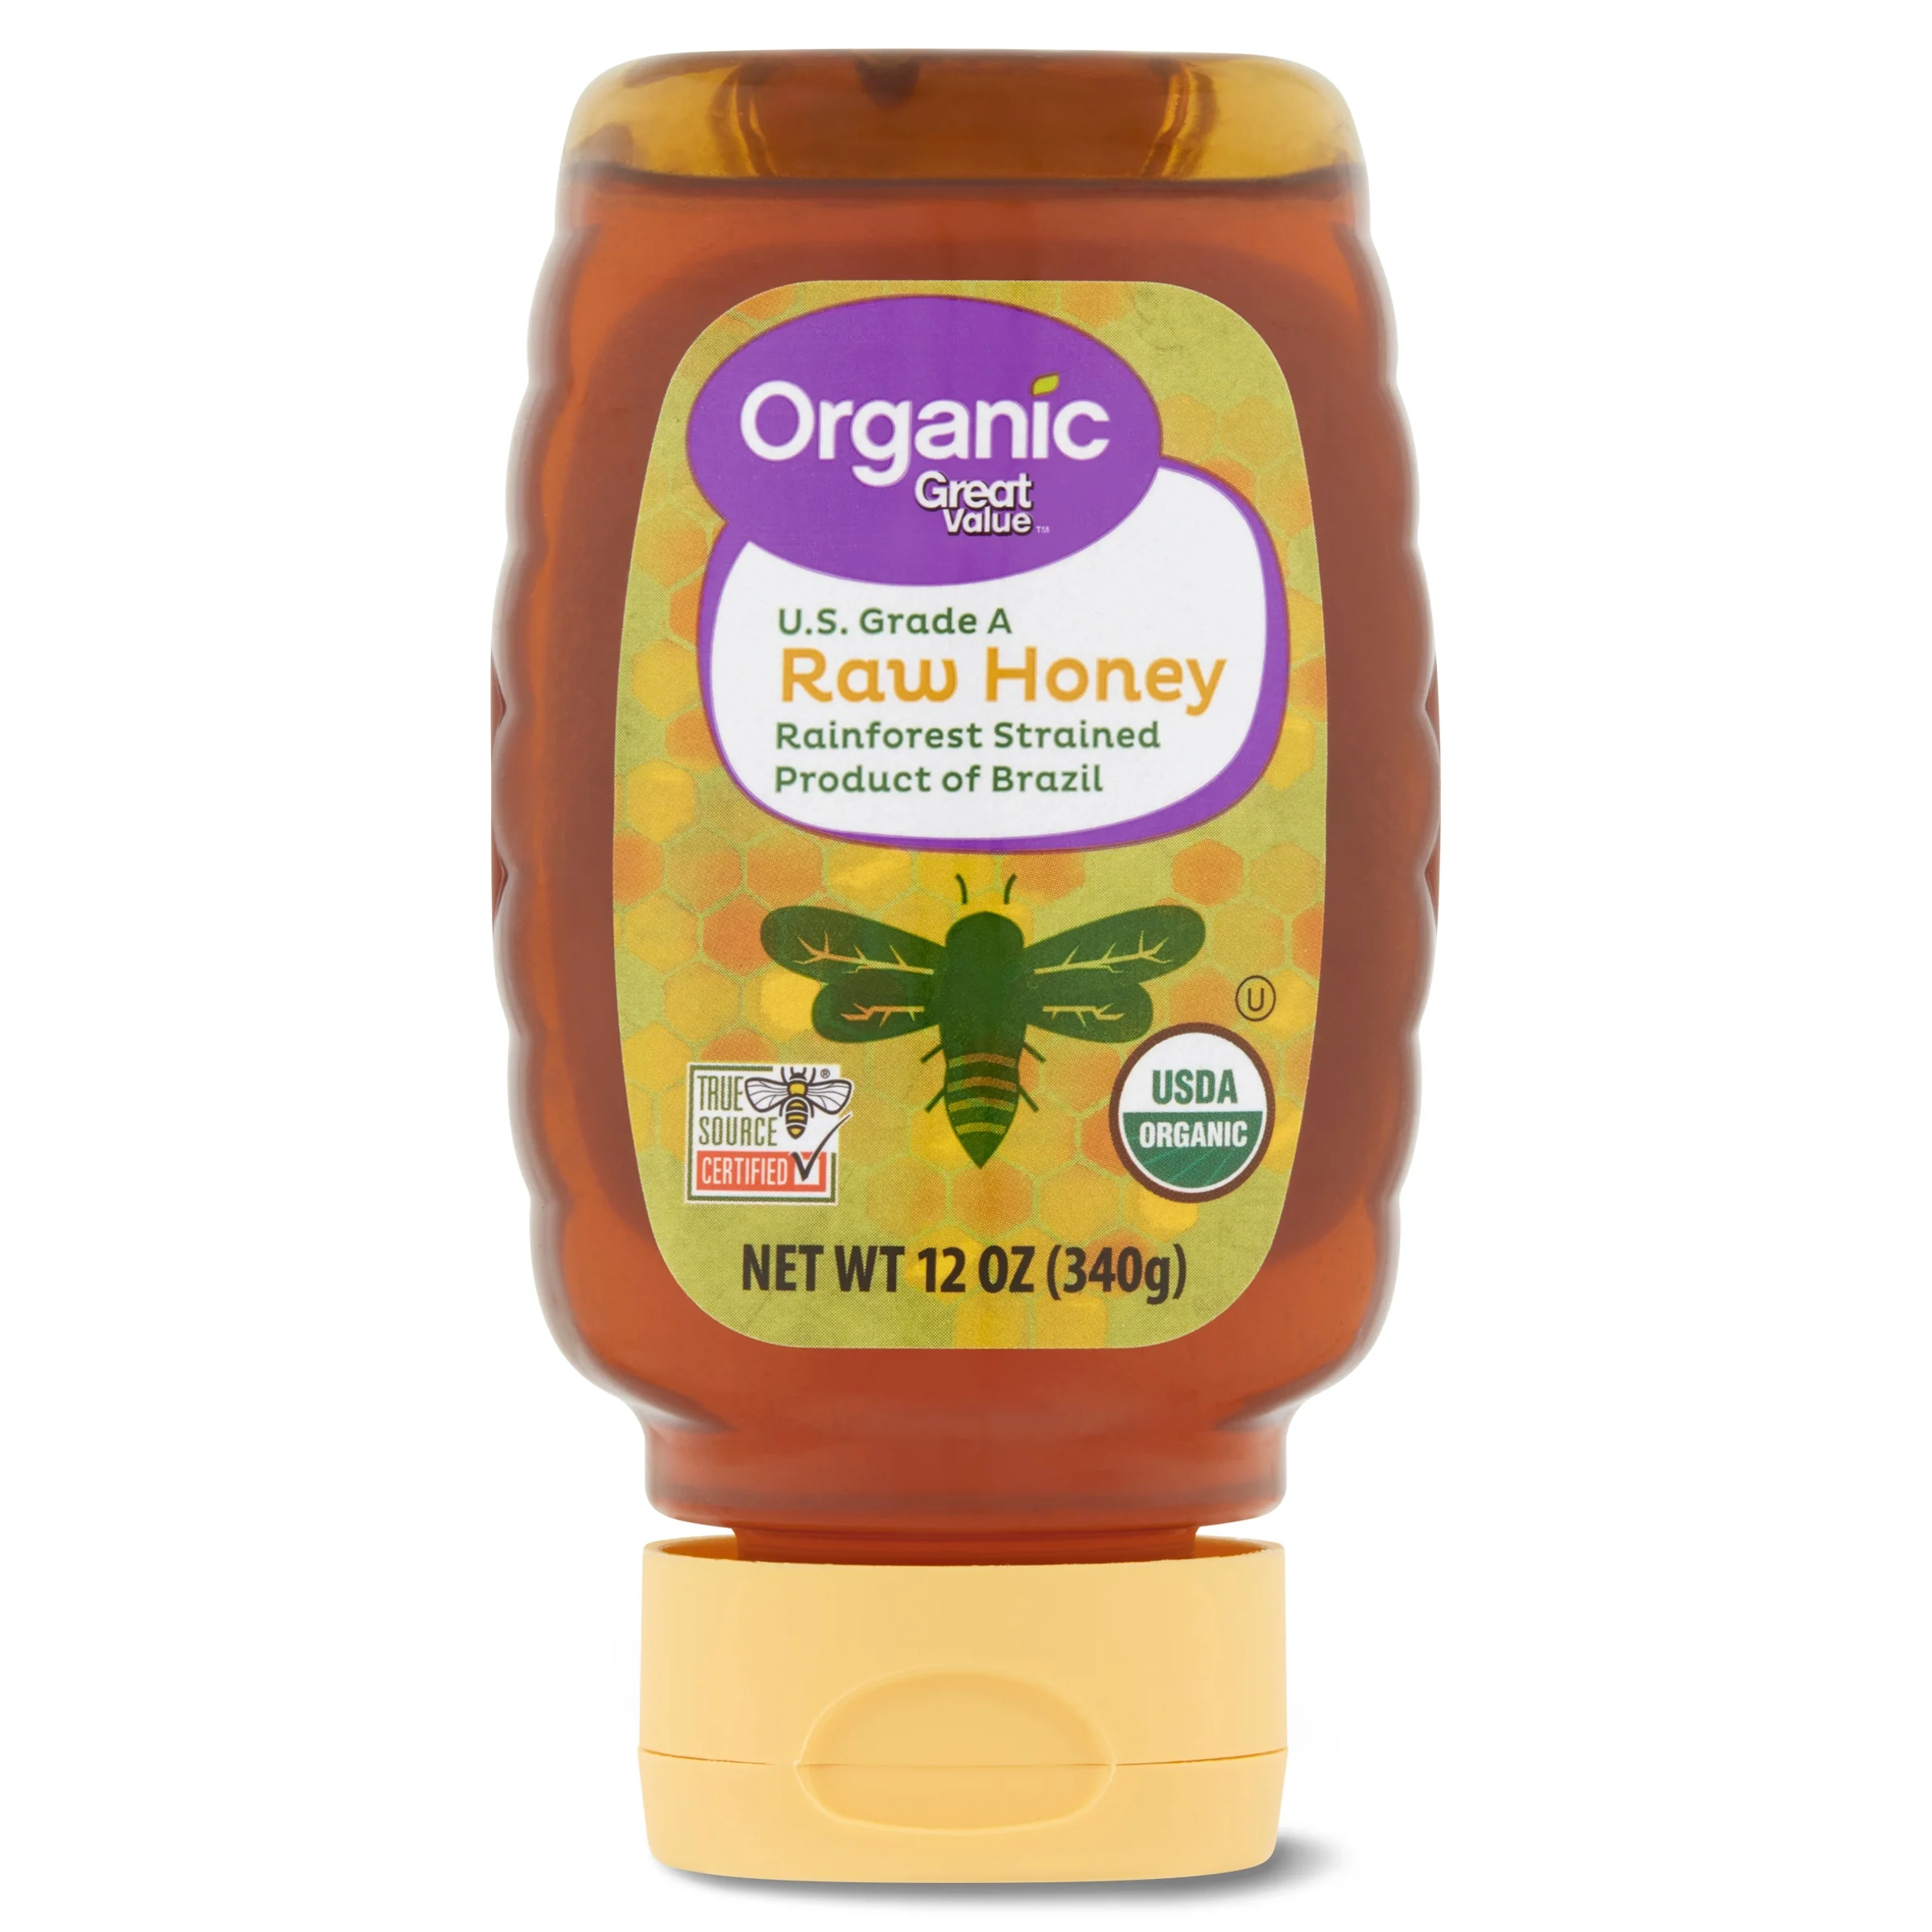 Organic
Great
Value™
U.S. Grade A
Raw Honey
Rainforest Strained
Product of Brazil
U
TRUE
SOURCE®
CERTIFIED
USDA
ORGANIC
NET WT 12 OZ (340g)